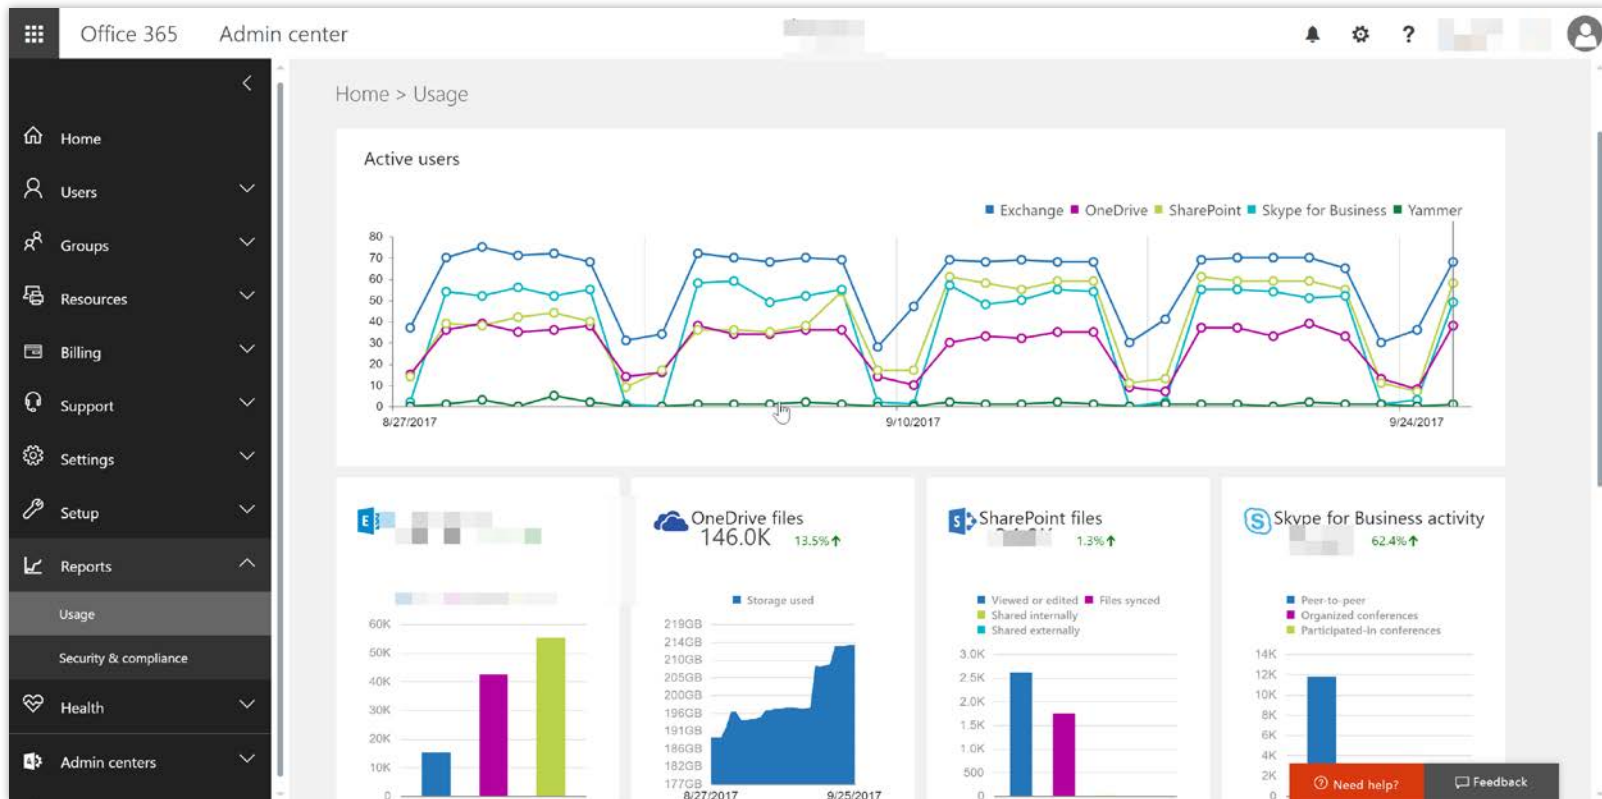 Office 365
Admin center
?
Home
Users
Groups
Resources
Billing
Support
Settings
Setup
Reports
Usage
Security & compliance
Health
Admin centers
Home > Usage
Active users
Exchange OneDrive SharePoint Skype for Business Yammer
80
70
60
50
40
30
20
10
0
8/27/2017 9/10/2017 9/24/2017
E
60K
50K
40K
30K
20K
10K
0
OneDrive files
146.0K 13.5%
Storage used
219GB
214GB
210GB
205GB
200GB
196GB
191GB
186GB
182GB
177GB
8/27/2017 9/25/2017
S
SharePoint files
1.3%
Viewed or edited Files synced
Shared internally
Shared externally
3.0K
2.5K
2.0K
1.5K
1.0K
500
0
S
Skype for Business activity
62.4%
Peer-to-peer
Organized conferences
Participated-in conferences
14K
12K
10K
8K
6K
4K
2K
0
Need help?
Feedback